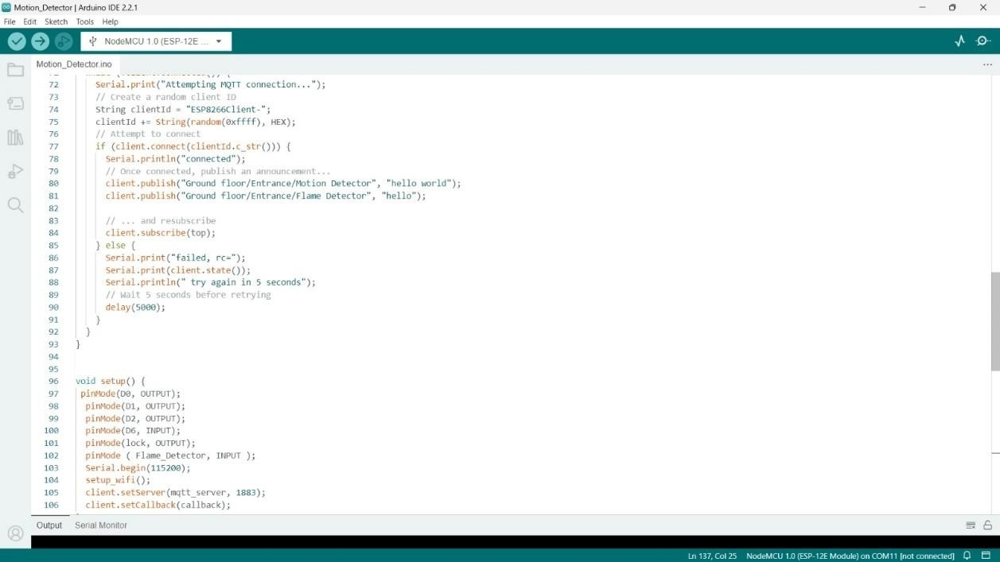 Motion_Detector | Arduino IDE 2.2.1
File Edit Sketch Tools Help
NodeMCU 1.0 (ESP-12E ...
Motion_Detector.ino
72 Serial.print("Attempting MQTT connection...");
73 // Create a random client ID
74 String clientId = "ESP8266Client-";
75 clientId += String(random(0xffff), HEX);
76 // Attempt to connect
77 if (client.connect(clientId.c_str())) {
78 Serial.println("connected");
79 // Once connected, publish an announcement...
80 client.publish("Ground floor/Entrance/Motion Detector", "hello world");
81 client.publish("Ground floor/Entrance/Flame Detector", "hello");
82
83 // ... and resubscribe
84 client.subscribe(top);
85 } else {
86 Serial.print("failed, rc=");
87 Serial.print(client.state());
88 Serial.println(" try again in 5 seconds");
89 // Wait 5 seconds before retrying
90 delay(5000);
91 }
92 }
93 }
94
95
96 void setup() {
97 pinMode(D0, OUTPUT);
98 pinMode(D1, OUTPUT);
99 pinMode(D2, OUTPUT);
100 pinMode(D6, INPUT);
101 pinMode(lock, OUTPUT);
102 pinMode ( Flame_Detector, INPUT );
103 Serial.begin(115200);
104 setup_wifi();
105 client.setServer(mqtt_server, 1883);
106 client.setCallback(callback);
Output Serial Monitor
Ln 137, Col 25 NodeMCU 1.0 (ESP-12E Module) on COM11 [not connected]